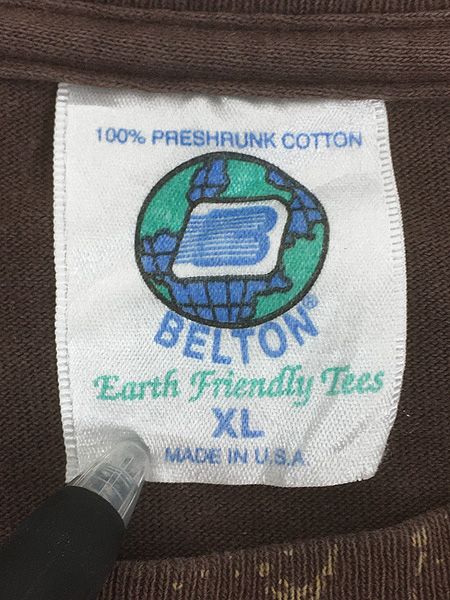 100% PRESHRUNK COTTON
B
BELTON®
Earth Friendly Tees
XL
MADE IN U.S.A.